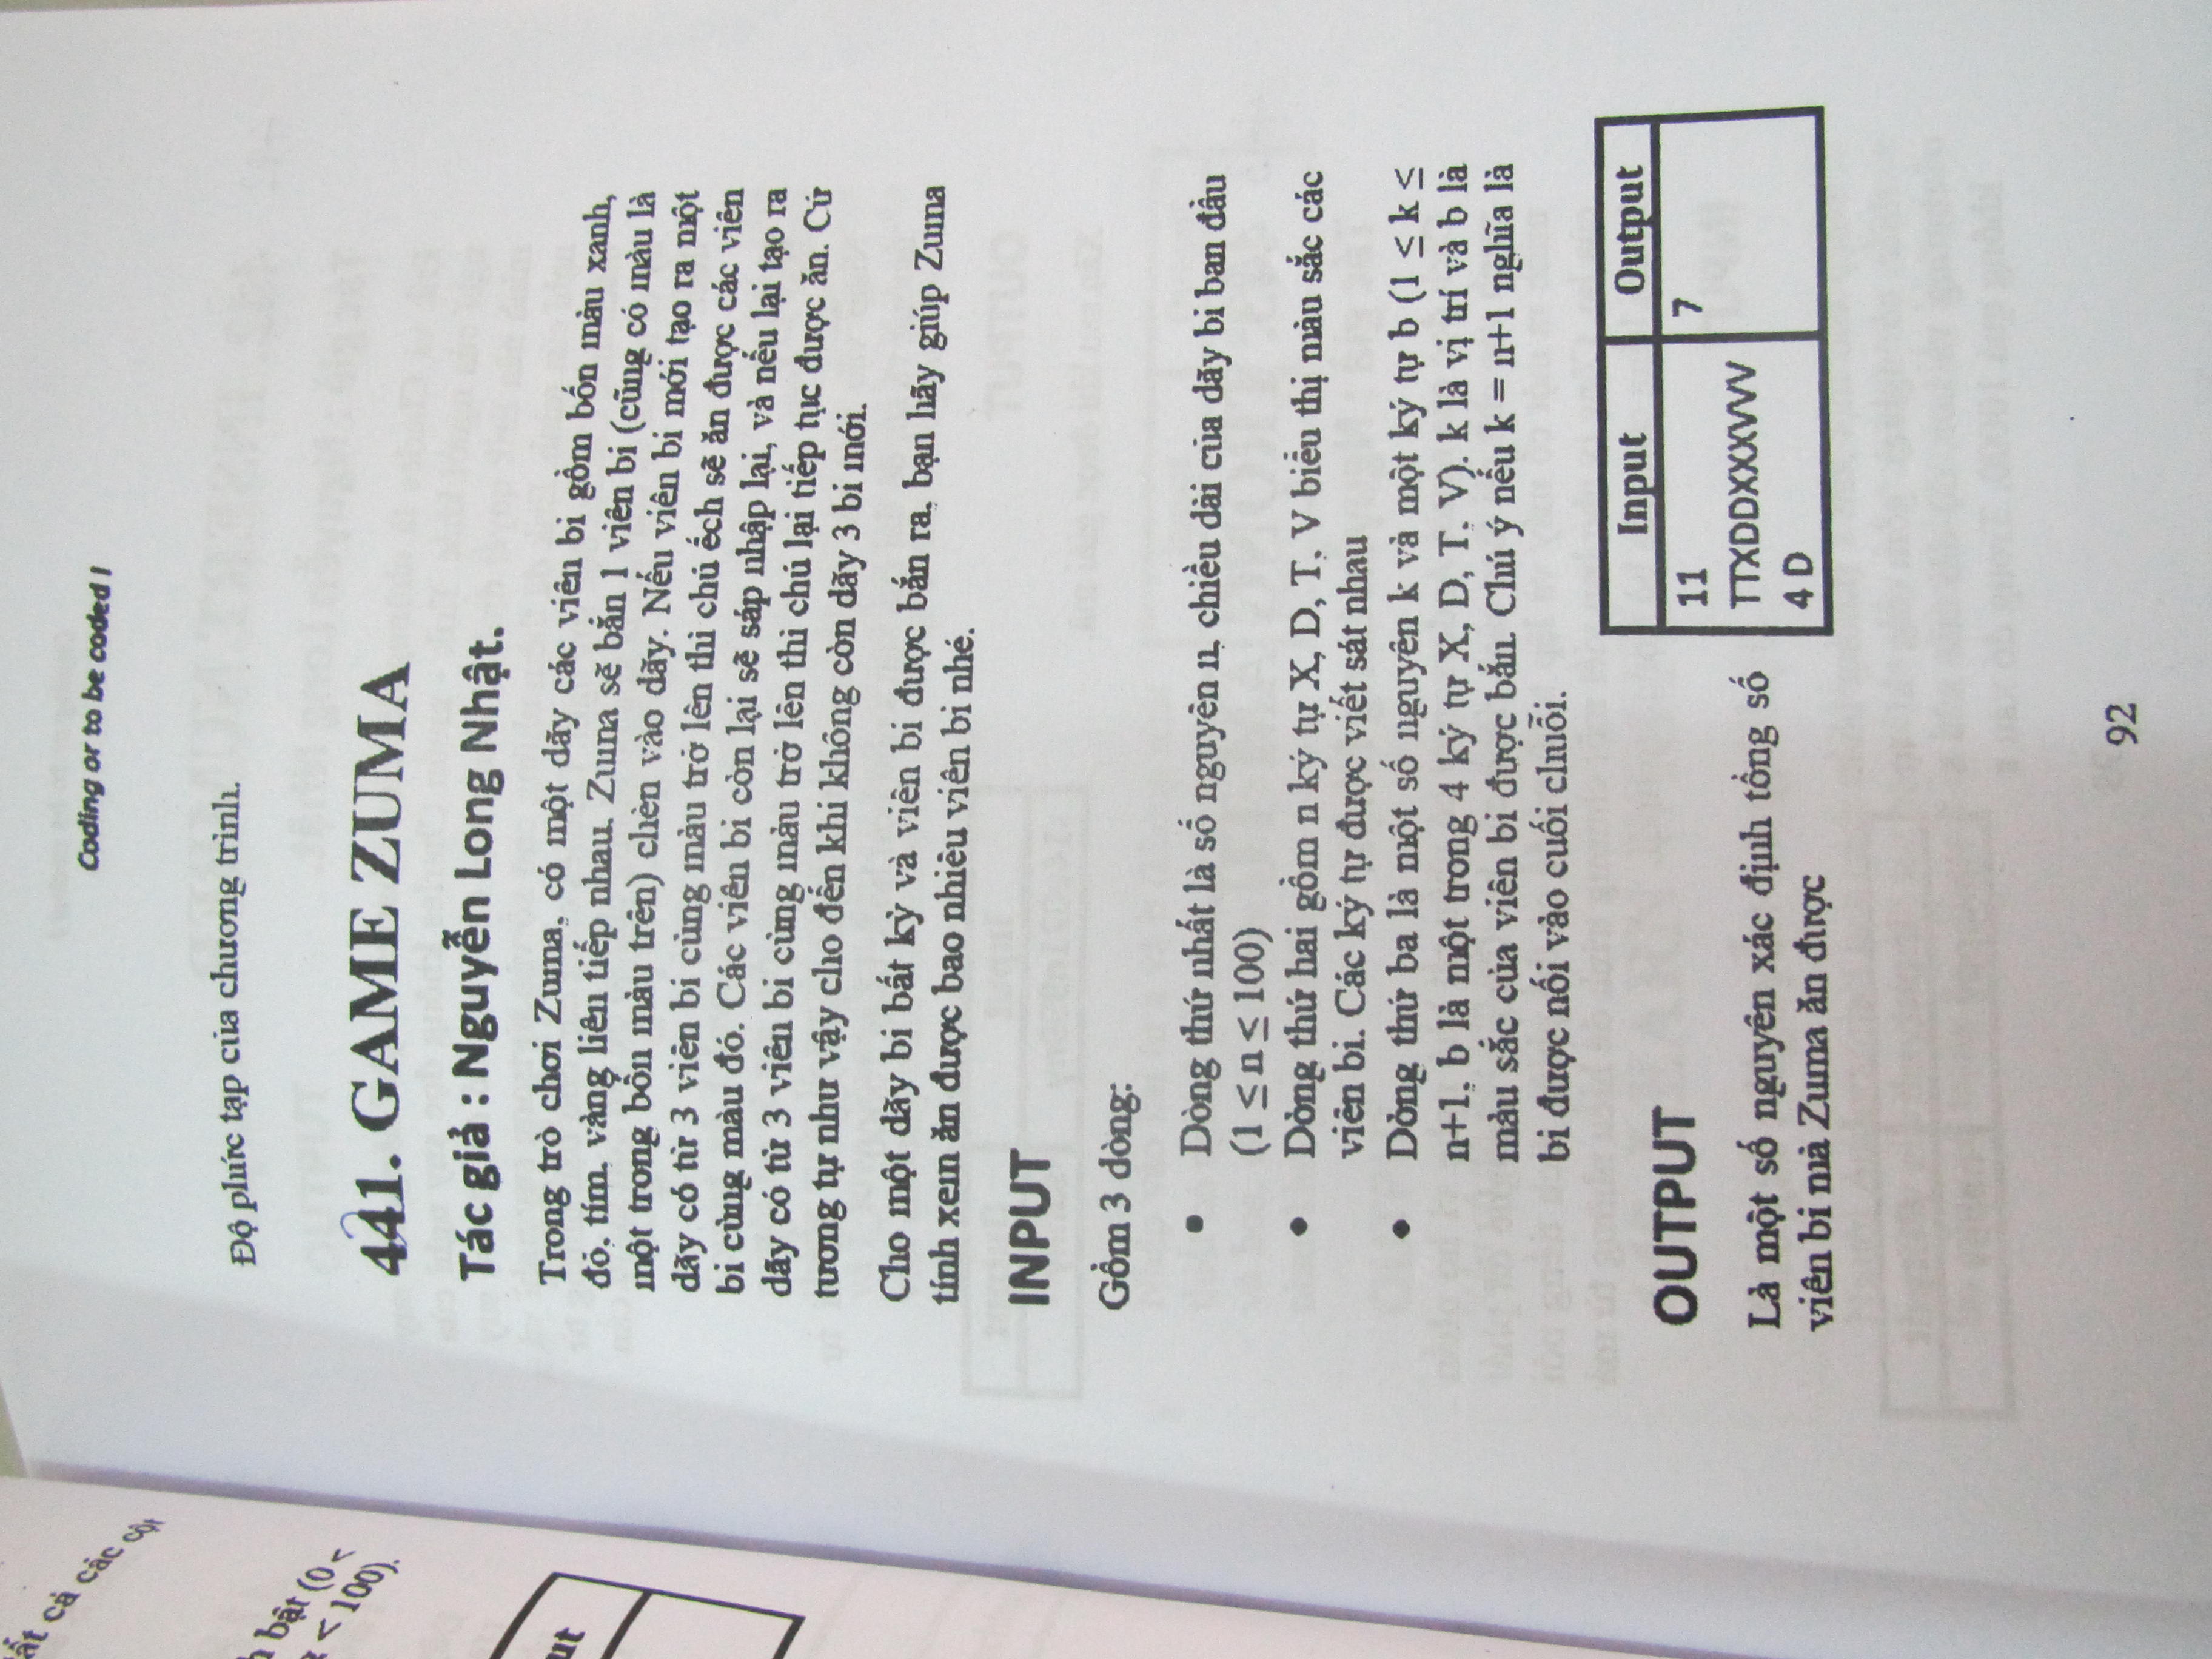 ất cả các cột
bật (0 <
< 100).
ut
Coding or to be coded !
Độ phức tạp của chương trình.
441. GAME ZUMA
Tác giả : Nguyễn Long Nhật.
Trong trò chơi Zuma, có một dãy các viên bi gồm bốn màu xanh,
đỏ, tím, vàng liên tiếp nhau. Zuma sẽ bắn 1 viên bi (cũng có màu là
một trong bốn màu trên) chèn vào dãy. Nếu viên bi mới tạo ra một
dãy có từ 3 viên bi cùng màu trở lên thì chú ếch sẽ ăn được các viên
bi cùng màu đó. Các viên bi còn lại sẽ sáp nhập lại, và nếu lại tạo ra
dãy có từ 3 viên bi cùng màu trở lên thì chú lại tiếp tục được ăn. Cứ
tương tự như vậy cho đến khi không còn dãy 3 bi mới.
Cho một dãy bi bất kỳ và viên bi được bắn ra, bạn hãy giúp Zuma
tính xem ăn được bao nhiêu viên bi nhé.
INPUT
Gồm 3 dòng:
• Dòng thứ nhất là số nguyên n, chiều dài của dãy bi ban đầu
(1 ≤ n ≤ 100)
• Dòng thứ hai gồm n ký tự X, D, T, V biểu thị màu sắc các
viên bi. Các ký tự được viết sát nhau
• Dòng thứ ba là một số nguyên k và một ký tự b (1 ≤ k ≤
n+1, b là một trong 4 ký tự X, D, T, V). k là vị trí và b là
màu sắc của viên bi được bắn. Chú ý nếu k = n+1 nghĩa là
bi được nối vào cuối chuỗi.
OUTPUT
Là một số nguyên xác định tổng số
viên bi mà Zuma ăn được
Input Output
11 7
TTXDDXXXVVV
4 D
92